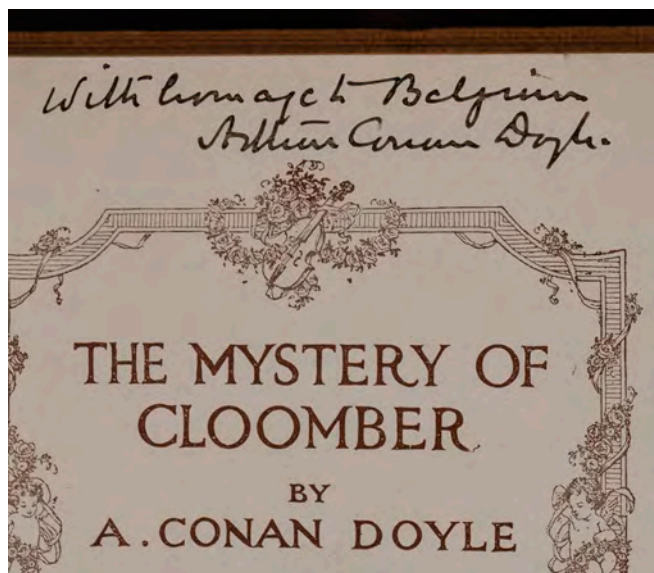 With homage to Belgium
Arthur Conan Doyle.
THE MYSTERY OF
CLOOMBER
BY
A. CONAN DOYLE